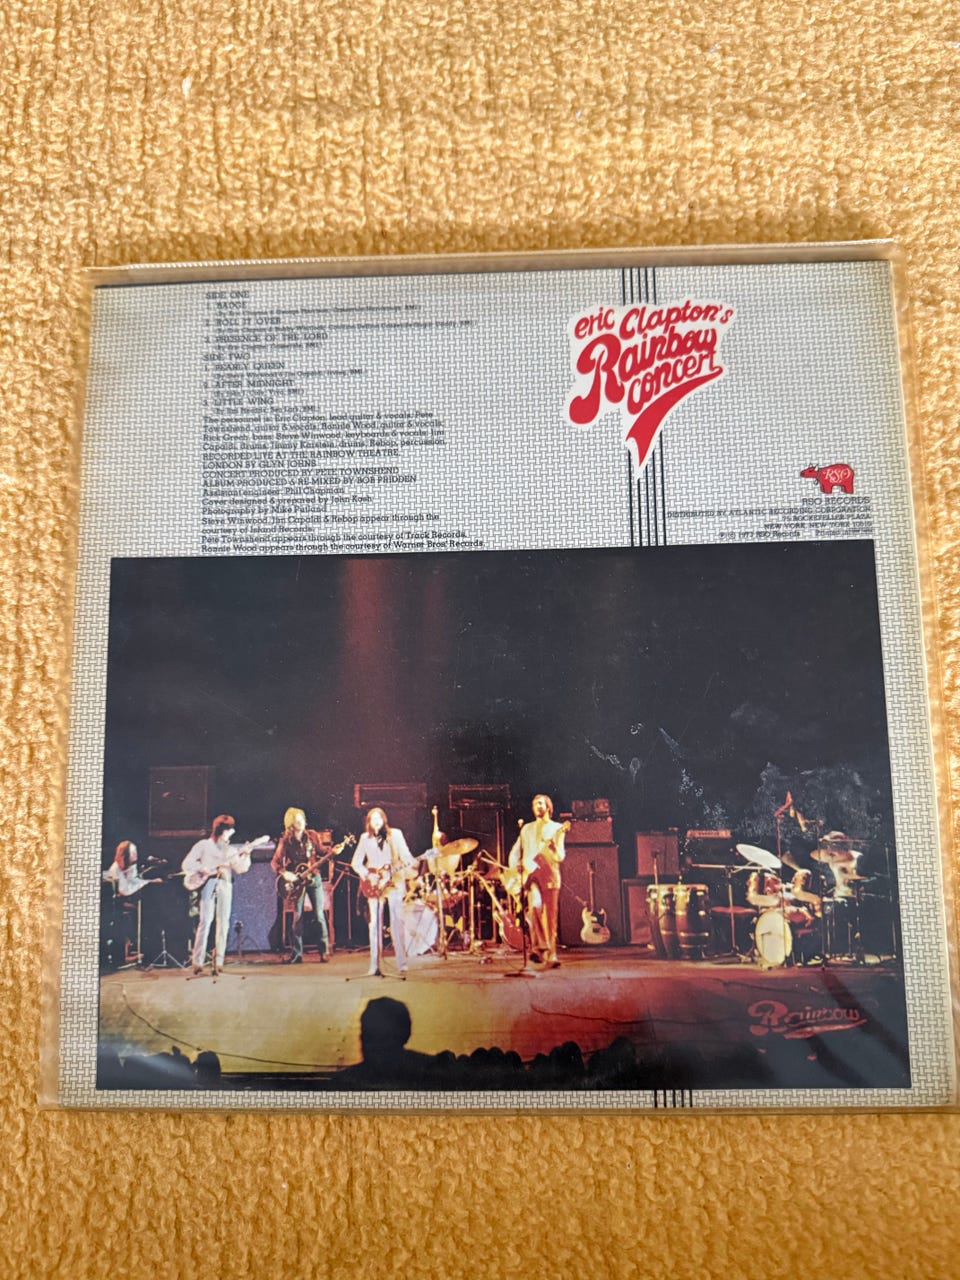 SIDE ONE
1. BADGE
2. ROLL IT OVER
3. PRESENCE OF THE LORD
SIDE TWO
1. PEARLY QUEEN
2. AFTER MIDNIGHT
3. LITTLE WING
The personnel is: Eric Clapton, lead guitar & vocals; Pete
Townshend, guitar & vocals; Ronnie Wood, guitar & vocals;
Rick Grech, bass; Steve Winwood, keyboards & vocals; Jim
Capaldi, drums; Jimmy Karstein, drums; Rebop, percussion.
RECORDED LIVE AT THE RAINBOW THEATRE,
LONDON BY GLYN JOHNS
CONCERT PRODUCED BY PETE TOWNSHEND
ALBUM PRODUCED & RE-MIXED BY BOB PRIDDEN
Assistant engineer: Phil Chapman
Cover designed & prepared by John Kosh
Photography by Mike Putland
Steve Winwood, Jim Capaldi & Rebop appear through the
courtesy of Island Records.
Pete Townshend appears through the courtesy of Track Records.
Ronnie Wood appears through the courtesy of Warner Bros. Records.
eric Clapton's
Rainbow
concert
RSO
RSO RECORDS
DISTRIBUTED BY ATLANTIC RECORDING CORPORATION
75 ROCKEFELLER PLAZA
NEW YORK, NEW YORK 10019
℗ © 1973 RSO Records Printed
Rainbow